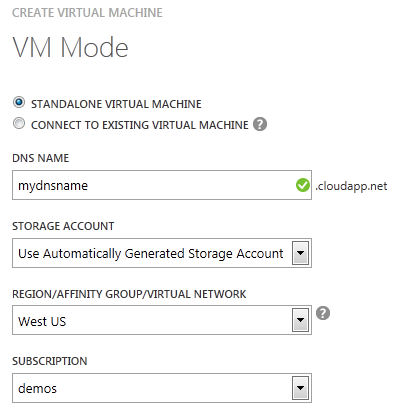 CREATE VIRTUAL MACHINE
VM Mode
STANDALONE VIRTUAL MACHINE
CONNECT TO EXISTING VIRTUAL MACHINE ?
DNS NAME
mydnsname .cloudapp.net
STORAGE ACCOUNT
Use Automatically Generated Storage Account
REGION/AFFINITY GROUP/VIRTUAL NETWORK
West US ?
SUBSCRIPTION
demos